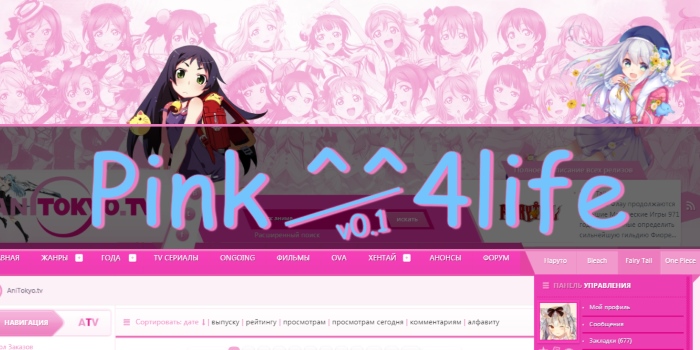 Pink ^^4life
v0.1
ANITOKYO.TV
искать
Расширенный поиск
ЖАНРЫ
ГОДА
TV СЕРИАЛЫ
ONGOING
ФИЛЬМЫ
OVA
ХЕНТАЙ
АНОНСЫ
ФОРУМ
Наруто
Bleach
Fairy Tail
One Piece
AniTokyo.tv
ПАНЕЛЬ УПРАВЛЕНИЯ
НАВИГАЦИЯ
ATV
Сортировать дате | выпуску | рейтингу | просмотрам | просмотрам сегодня | комментариям | алфавиту
Мой профиль
Сообщения
Закладки (677)